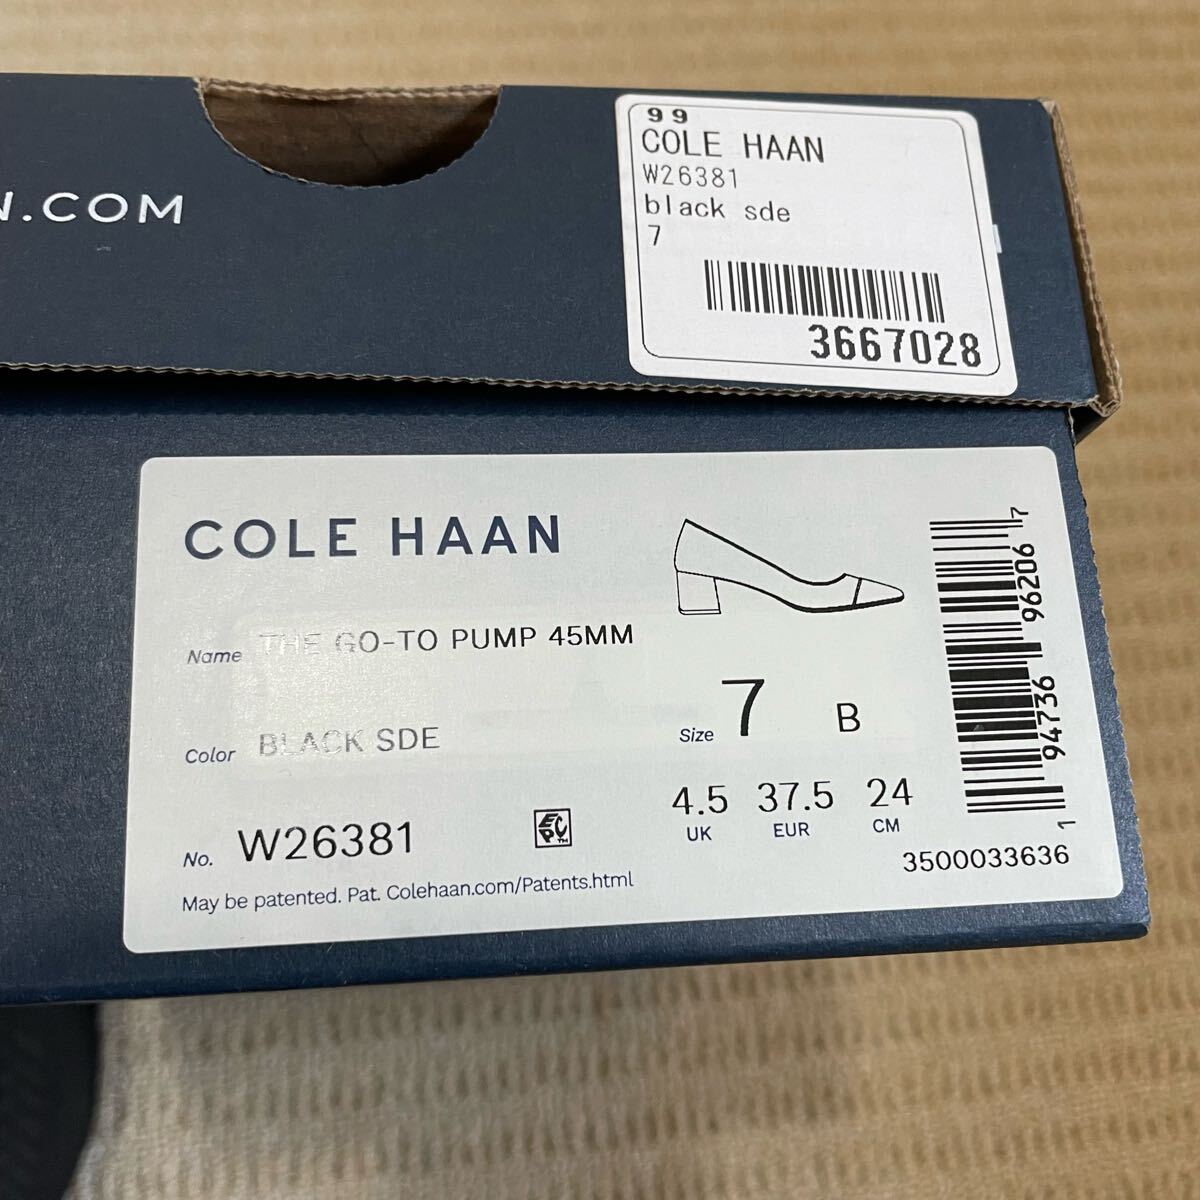 N.COM
99
COLE HAAN
W26381
black sde
7
3667028
COLE HAAN
Name THE GO-TO PUMP 45MM
Color BLACK SDE
Size 7 B
4.5 37.5 24
UK EUR CM
No. W26381
EPC™
3500033636
May be patented. Pat. Colehaan.com/Patents.html
1 94736 96206 7